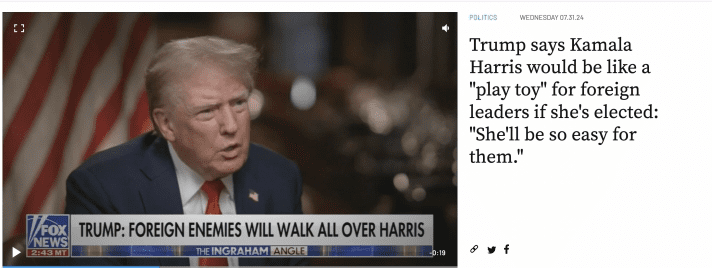 POLITICS WEDNESDAY 07.31.24
Trump says Kamala
Harris would be like a
"play toy" for foreign
leaders if she's elected:
"She'll be so easy for
them."
FOX
NEWS
2:43 MT
TRUMP: FOREIGN ENEMIES WILL WALK ALL OVER HARRIS
THE INGRAHAM ANGLE
-0:19